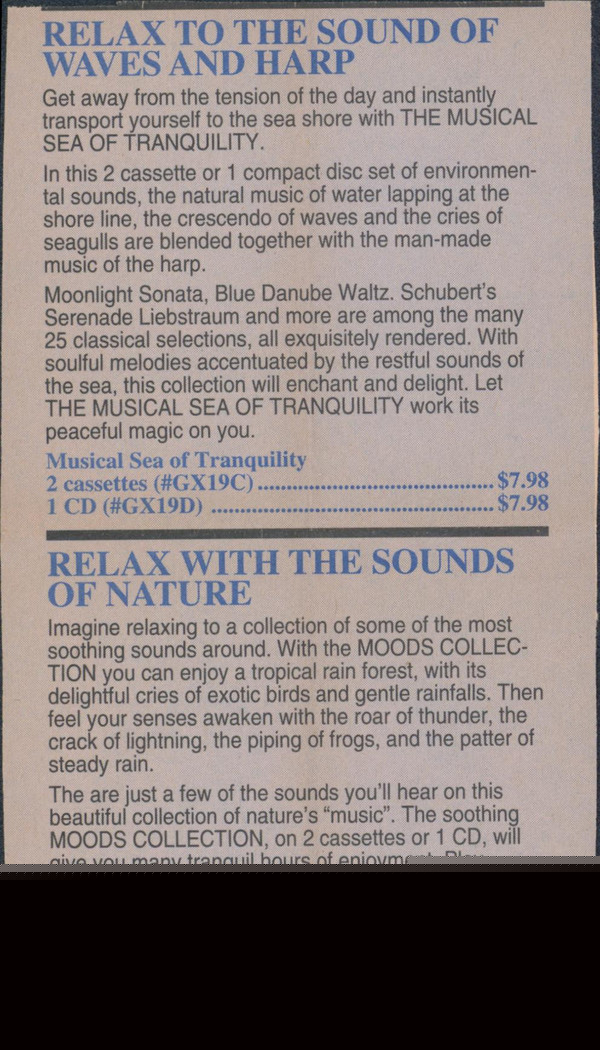 RELAX TO THE SOUND OF
WAVES AND HARP
Get away from the tension of the day and instantly
transport yourself to the sea shore with THE MUSICAL
SEA OF TRANQUILITY.
In this 2 cassette or 1 compact disc set of environmen-
tal sounds, the natural music of water lapping at the
shore line, the crescendo of waves and the cries of
seagulls are blended together with the man-made
music of the harp.
Moonlight Sonata, Blue Danube Waltz. Schubert's
Serenade Liebstraum and more are among the many
25 classical selections, all exquisitely rendered. With
soulful melodies accentuated by the restful sounds of
the sea, this collection will enchant and delight. Let
THE MUSICAL SEA OF TRANQUILITY work its
peaceful magic on you.
Musical Sea of Tranquility
2 cassettes (#GX19C)........................................$7.98
1 CD (#GX19D) ................................................$7.98
RELAX WITH THE SOUNDS
OF NATURE
Imagine relaxing to a collection of some of the most
soothing sounds around. With the MOODS COLLEC-
TION you can enjoy a tropical rain forest, with its
delightful cries of exotic birds and gentle rainfalls. Then
feel your senses awaken with the roar of thunder, the
crack of lightning, the piping of frogs, and the patter of
steady rain.
The are just a few of the sounds you'll hear on this
beautiful collection of nature's “music”. The soothing
MOODS COLLECTION, on 2 cassettes or 1 CD, will
give you many tranquil hours of